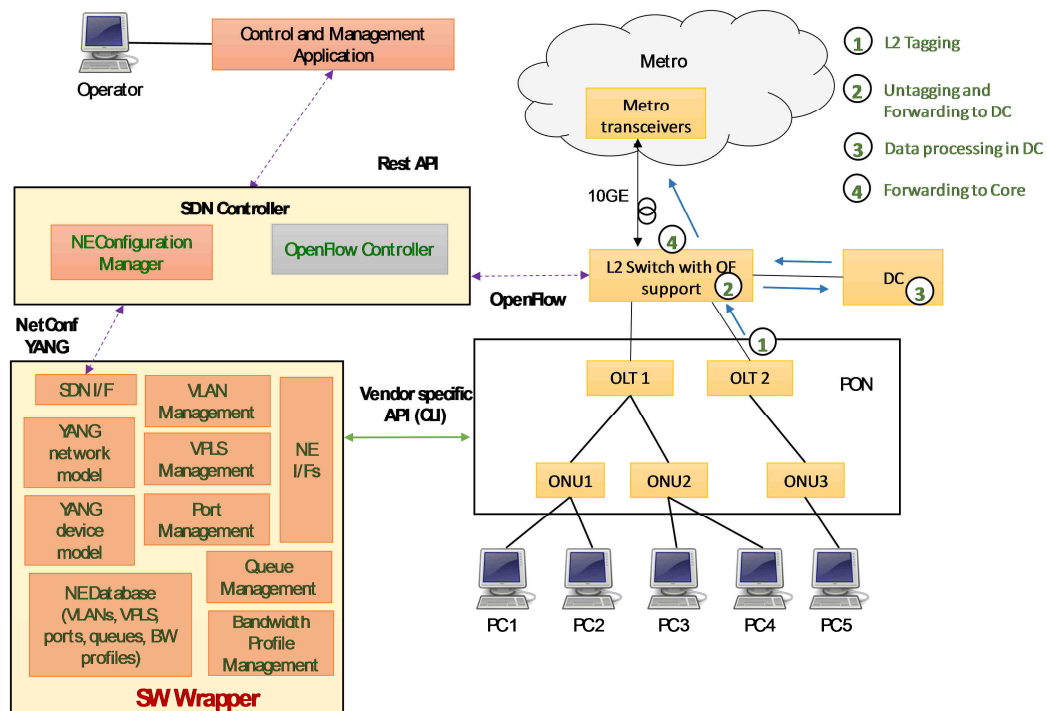 Operator
Control and Management
Application
Rest API
SDN Controller
NEConfiguration
Manager
OpenFlow Controller
OpenFlow
NetConf
YANG
SDN I/F
VLAN
Management
NE
I/Fs
YANG
network
model
VPLS
Management
YANG
device
model
Port
Management
Queue
Management
NEDatabase
(VLANs, VPLS,
ports, queues, BW
profiles)
Bandwidth
Profile
Management
SW Wrapper
Vendor specific
API (CLI)
Metro
Metro
transceivers
10GE
4
L2 Switch with OF
support
2
DC
3
1
OLT 1
OLT 2
PON
ONU1
ONU2
ONU3
PC1
PC2
PC3
PC4
PC5
1 L2 Tagging
2 Untagging and
Forwarding to DC
3 Data processing in DC
4 Forwarding to Core